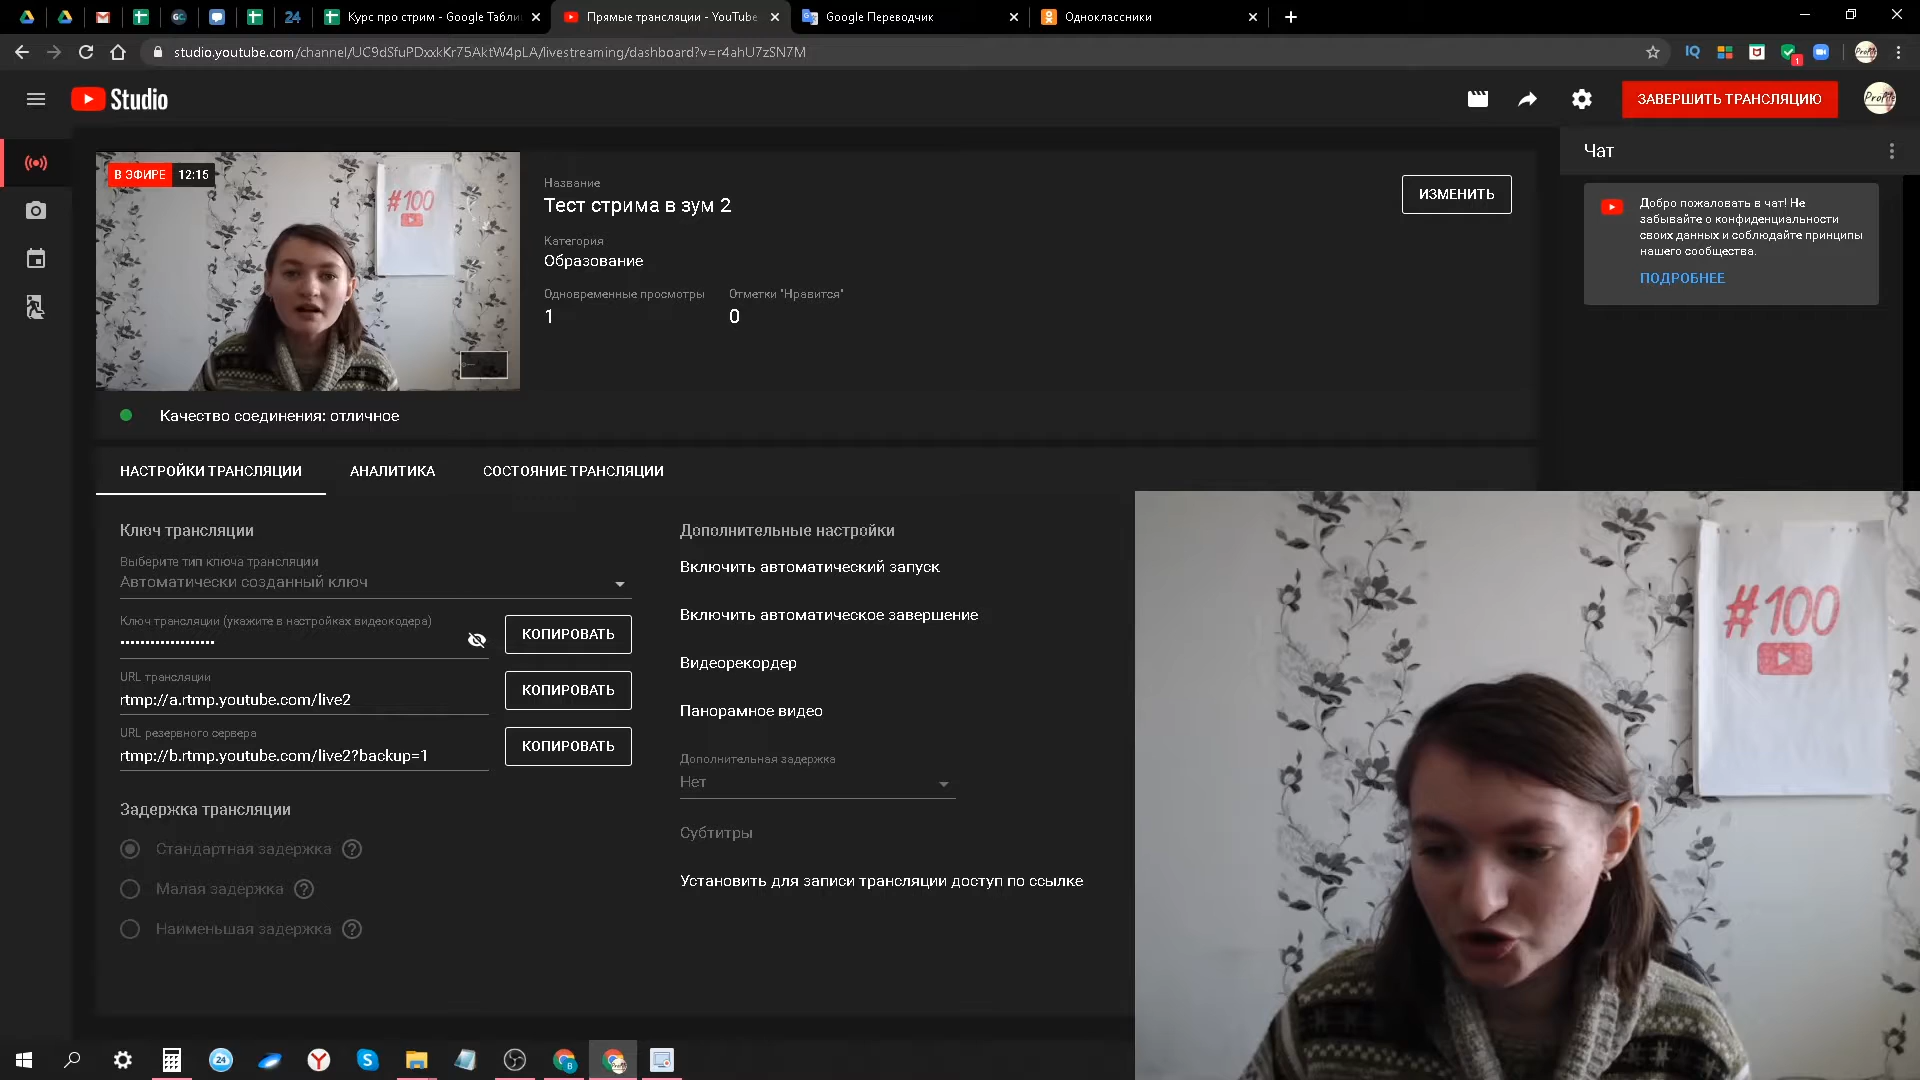 24
Курс про стрим - Google Табли
Прямые трансляции - YouTube
Google Переводчик
Одноклассники
studio.youtube.com/channel/UC9dSfuPDxxkKr75AktW4pLA/livestreaming/dashboard?v=r4ahU7zSN7M
IQ
1
Studio
ЗАВЕРШИТЬ ТРАНСЛЯЦИЮ
Profile
В ЭФИРЕ 12:15
#100
Название
Тест стрима в зум 2
ИЗМЕНИТЬ
Категория
Образование
Одновременные просмотры
Отметки "Нравится"
1
0
Качество соединения: отличное
Чат
Добро пожаловать в чат! Не
забывайте о конфиденциальности
своих данных и соблюдайте принципы
нашего сообщества.
ПОДРОБНЕЕ
НАСТРОЙКИ ТРАНСЛЯЦИИ
АНАЛИТИКА
СОСТОЯНИЕ ТРАНСЛЯЦИИ
Ключ трансляции
Выберите тип ключа трансляции
Автоматически созданный ключ
Ключ трансляции (укажите в настройках видеокодера)
КОПИРОВАТЬ
URL трансляции
rtmp://a.rtmp.youtube.com/live2
КОПИРОВАТЬ
URL резервного сервера
rtmp://b.rtmp.youtube.com/live2?backup=1
КОПИРОВАТЬ
Задержка трансляции
Стандартная задержка
Малая задержка
Наименьшая задержка
Дополнительные настройки
Включить автоматический запуск
Включить автоматическое завершение
Видеорекордер
Панорамное видео
Дополнительная задержка
Нет
Субтитры
Установить для записи трансляции доступ по ссылке
#100
24